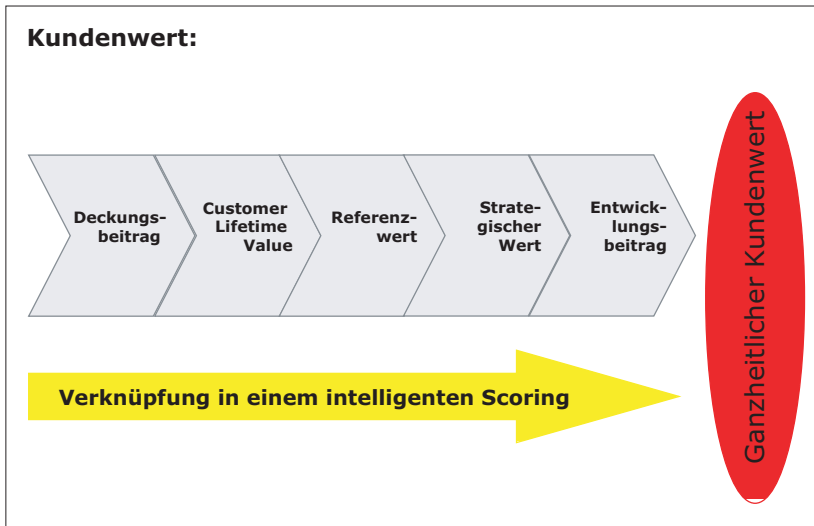 Kundenwert:
Deckungs-
beitrag
Customer
Lifetime
Value
Referenz-
wert
Strate-
gischer
Wert
Entwick-
lungs-
beitrag
Verknüpfung in einem intelligenten Scoring
Ganzheitlicher Kundenwert